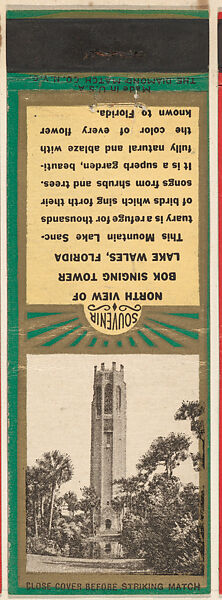 Made in U.S.A.
THE DIAMOND MATCH CO. N.Y.C.
NORTH VIEW OF
BOK SINGING TOWER
LAKE WALES, FLORIDA
This Mountain Lake Sanc-
tuary is a refuge for thousands
of birds which sing forth their
songs from shrubs and trees.
It is a superb garden, beauti-
fully natural and ablaze with
the color of every flower
known to Florida.
SOUVENIR
CLOSE COVER BEFORE STRIKING MATCH